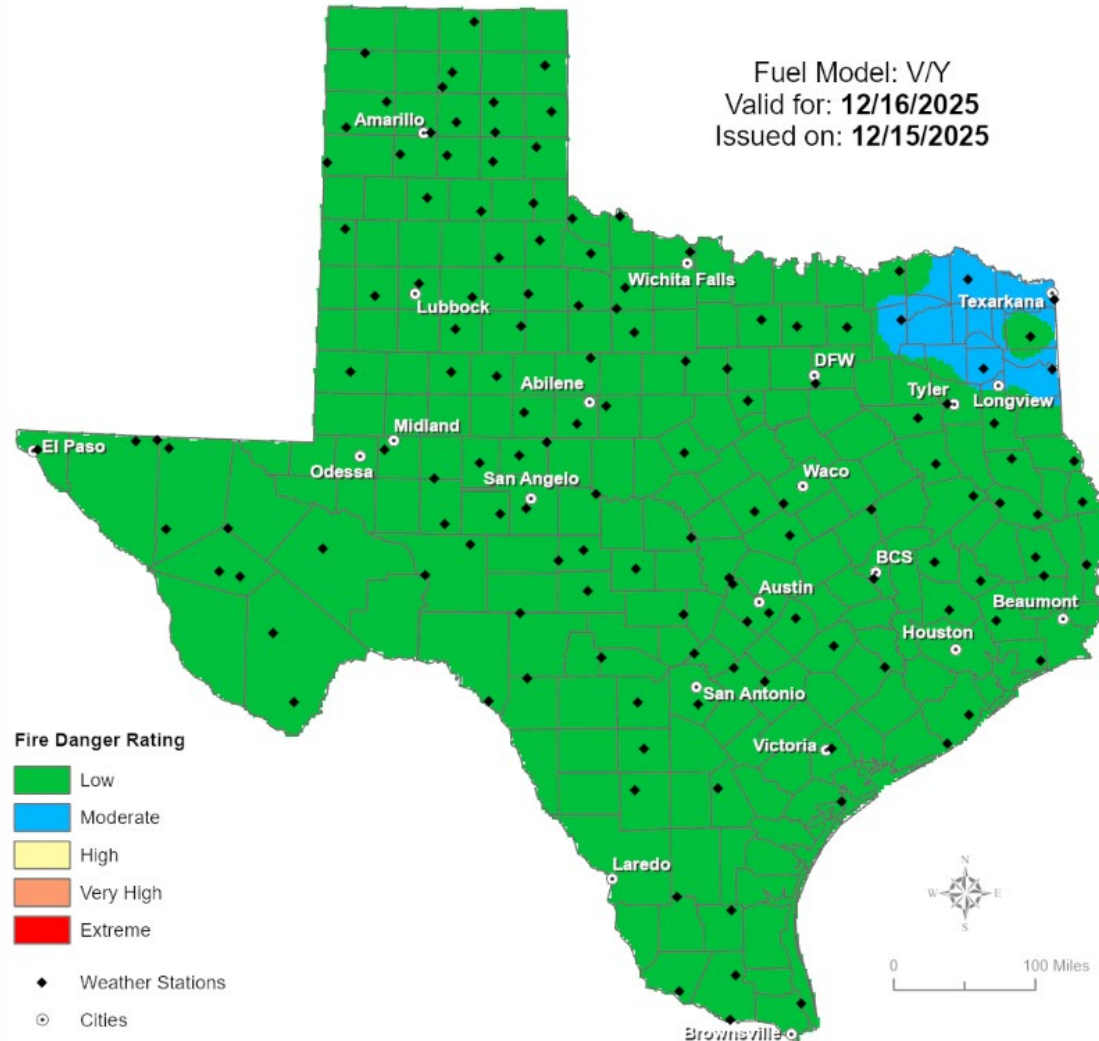 Fuel Model: V/Y
Valid for: 12/16/2025
Issued on: 12/15/2025
Amarillo
Wichita Falls
Lubbock
Texarkana
DFW
Abilene
Tyler
Longview
Midland
El Paso
Odessa
San Angelo
Waco
BCS
Austin
Beaumont
Houston
San Antonio
Victoria
Laredo
Brownsville
Fire Danger Rating
Low
Moderate
High
Very High
Extreme
Weather Stations
Cities
N
W E
S
0 100 Miles